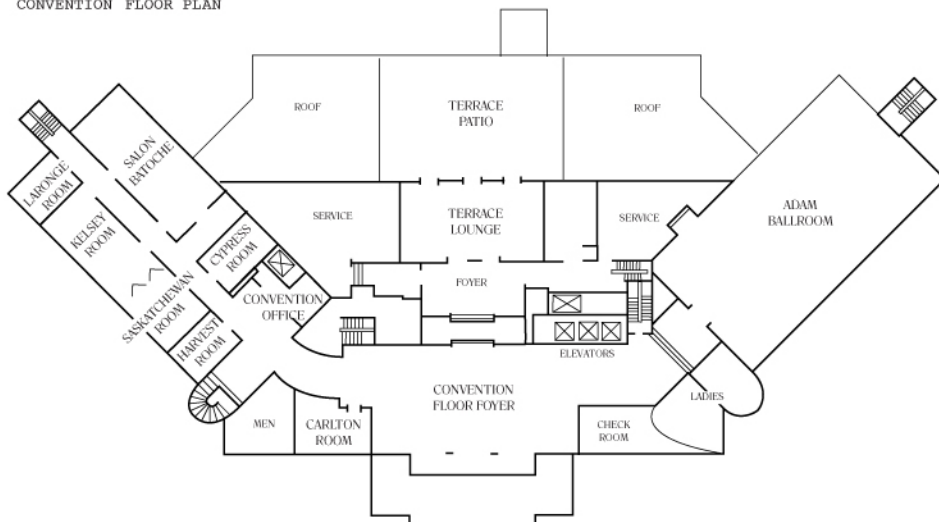 CONVENTION FLOOR PLAN
ROOF
TERRACE
PATIO
ROOF
LARONGE
ROOM
SALON
BATOCHE
KELSEY
ROOM
SERVICE
TERRACE
LOUNGE
SERVICE
ADAM
BALLROOM
CYPRESS
ROOM
FOYER
SASKATCHEWAN
ROOM
CONVENTION
OFFICE
HARVEST
ROOM
ELEVATORS
CONVENTION
FLOOR FOYER
LADIES
MEN
CARLTON
ROOM
CHECK
ROOM